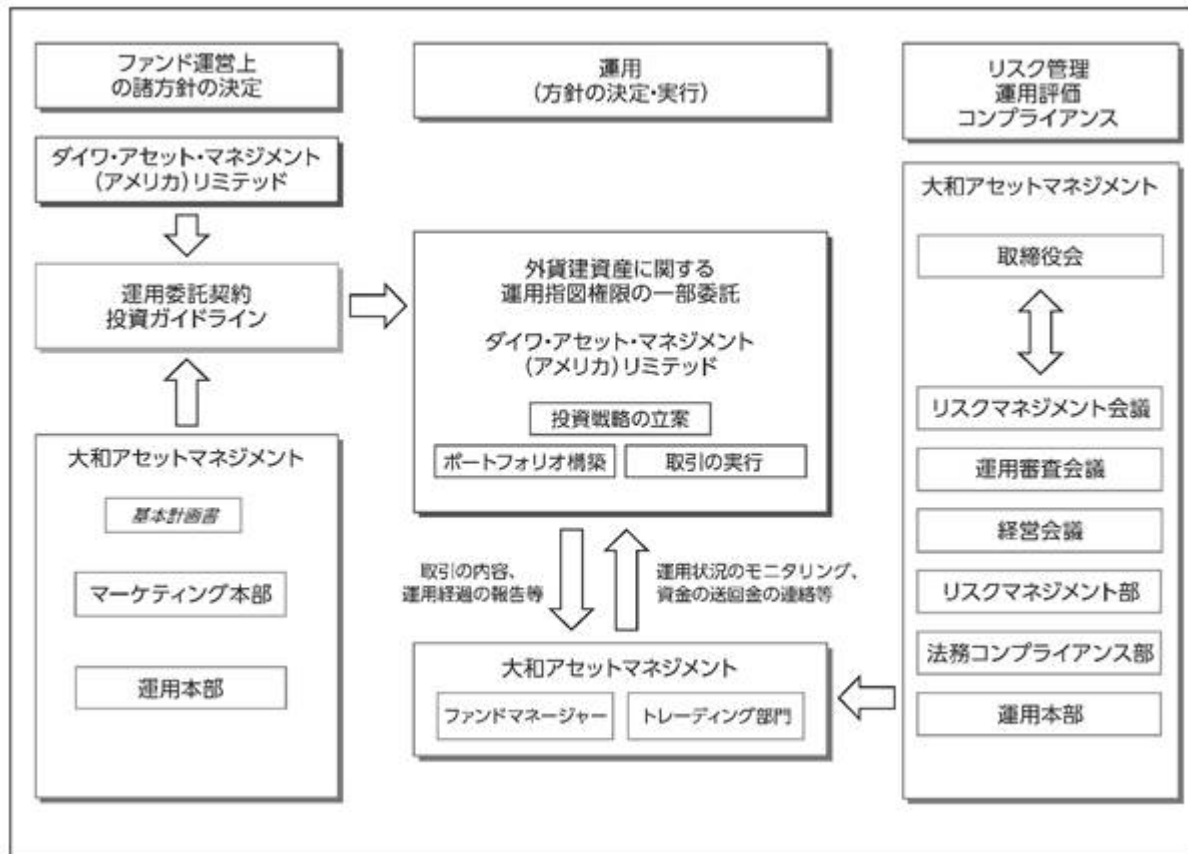 ファンド運営上
の諸方針の決定
ダイワ・アセット・マネジメント
(アメリカ)リミテッド
運用委託契約
投資ガイドライン
大和アセットマネジメント
基本計画書
マーケティング本部
運用本部
運用
(方針の決定・実行)
外貨建資産に関する
運用指図権限の一部委託
ダイワ・アセット・マネジメント
(アメリカ)リミテッド
投資戦略の立案
ポートフォリオ構築
取引の実行
取引の内容、
運用経過の報告等
運用状況のモニタリング、
資金の送回金の連絡等
大和アセットマネジメント
ファンドマネージャー
トレーディング部門
リスク管理
運用評価
コンプライアンス
大和アセットマネジメント
取締役会
リスクマネジメント会議
運用審査会議
経営会議
リスクマネジメント部
法務コンプライアンス部
運用本部